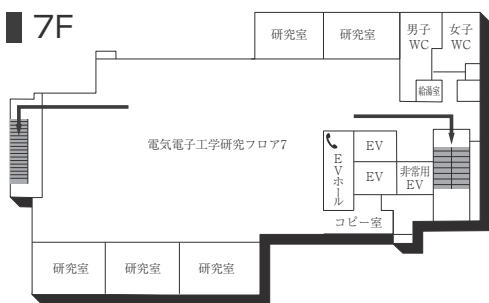 7F
研究室
研究室
男子
WC
女子
WC
給湯室
電気電子工学研究フロア7
EVホール
EV
EV
非常用
EV
コピー室
研究室
研究室
研究室